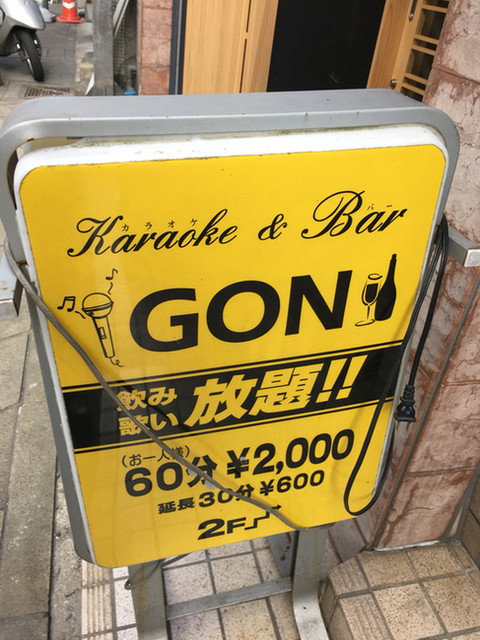 カラオケ バー
Karaoke & Bar
GON
飲み
歌い 放題!!
(お一人様)
60分 ¥2,000
延長30分 ¥600
2F